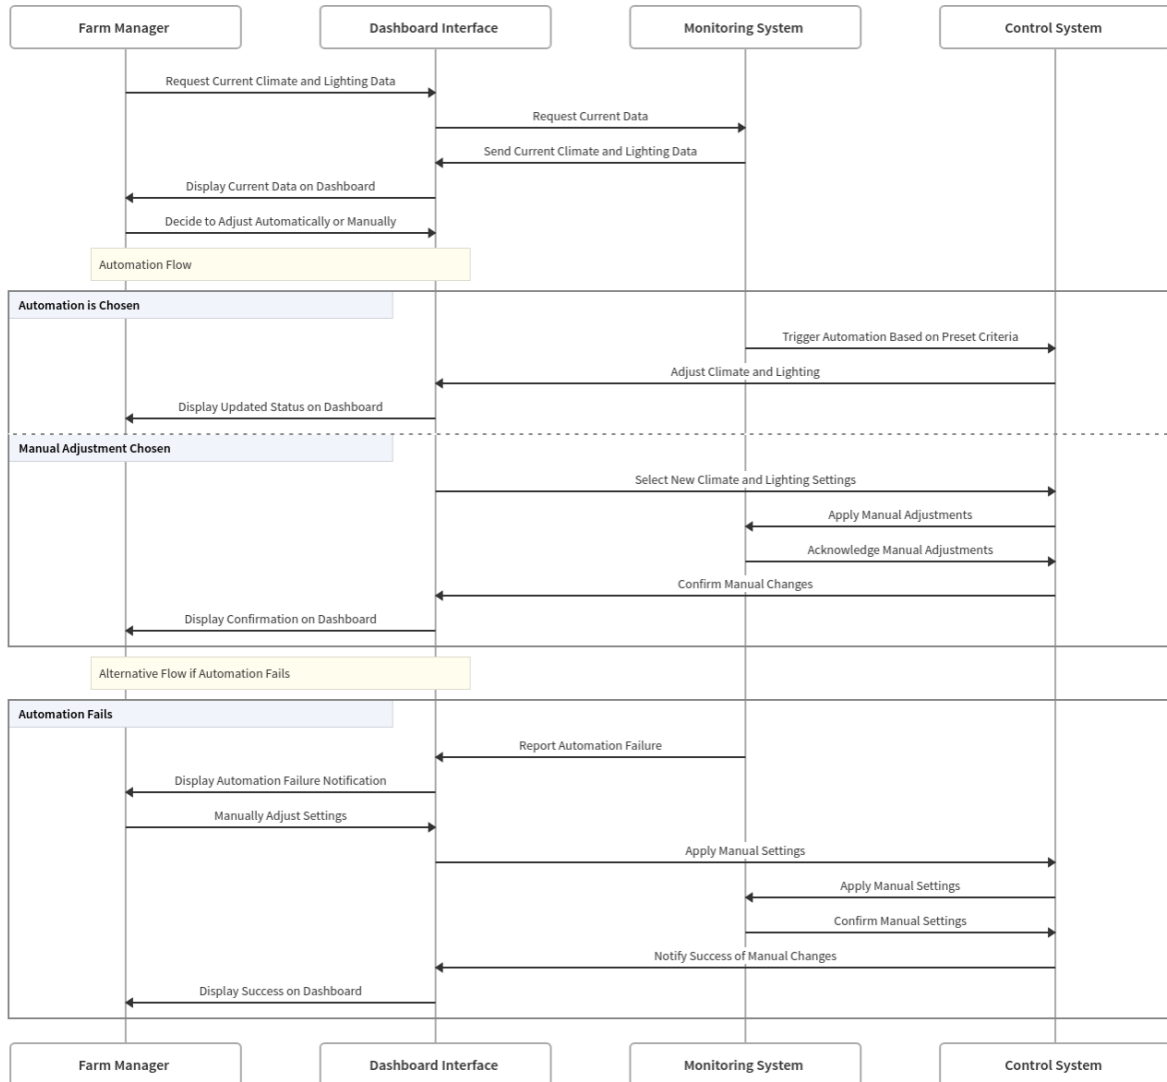 Farm Manager
Dashboard Interface
Monitoring System
Control System
Request Current Climate and Lighting Data
Request Current Data
Send Current Climate and Lighting Data
Display Current Data on Dashboard
Decide to Adjust Automatically or Manually
Automation Flow
Automation is Chosen
Trigger Automation Based on Preset Criteria
Adjust Climate and Lighting
Display Updated Status on Dashboard
Manual Adjustment Chosen
Select New Climate and Lighting Settings
Apply Manual Adjustments
Acknowledge Manual Adjustments
Confirm Manual Changes
Display Confirmation on Dashboard
Alternative Flow if Automation Fails
Automation Fails
Report Automation Failure
Display Automation Failure Notification
Manually Adjust Settings
Apply Manual Settings
Apply Manual Settings
Confirm Manual Settings
Notify Success of Manual Changes
Display Success on Dashboard
Farm Manager
Dashboard Interface
Monitoring System
Control System